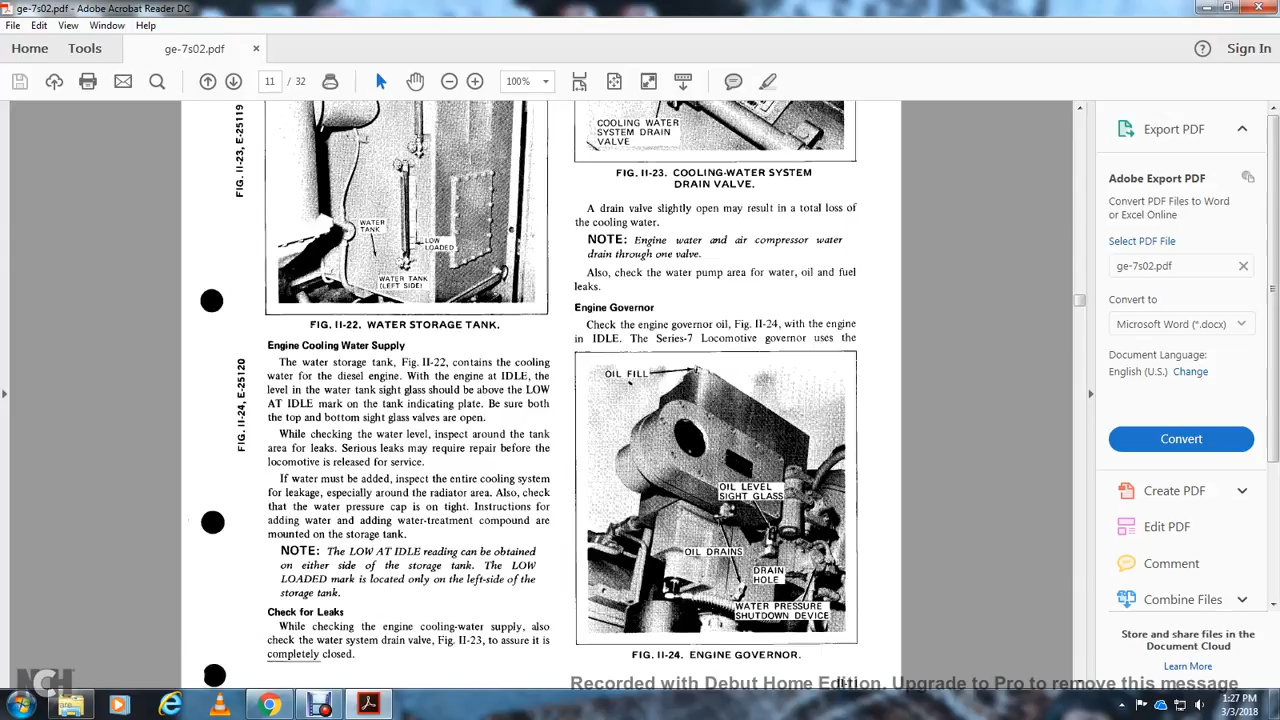 ge-7s02.pdf - Adobe Acrobat Reader DC
File Edit View Window Help
Home Tools ge-7s02.pdf × Sign In
11 / 32 100%
FIG. II-23, E-25119
WATER
TANK
LOW
LOADED
WATER TANK
(LEFT SIDE)
FIG. II-22. WATER STORAGE TANK.
FIG. II-24, E-25120
Engine Cooling Water Supply
The water storage tank, Fig. II-22, contains the cooling
water for the diesel engine. With the engine at IDLE, the
level in the water tank sight glass should be above the LOW
AT IDLE mark on the tank indicating plate. Be sure both
the top and bottom sight glass valves are open.
While checking the water level, inspect around the tank
area for leaks. Serious leaks may require repair before the
locomotive is released for service.
If water must be added, inspect the entire cooling system
for leakage, especially around the radiator area. Also, check
that the water pressure cap is on tight. Instructions for
adding water and adding water-treatment compound are
mounted on the storage tank.
NOTE: The LOW AT IDLE reading can be obtained
on either side of the storage tank. The LOW
LOADED mark is located only on the left-side of the
storage tank.
Check for Leaks
While checking the engine cooling-water supply, also
check the water system drain valve, Fig. II-23, to assure it is
completely closed.
COOLING WATER
SYSTEM DRAIN
VALVE
FIG. II-23. COOLING-WATER SYSTEM
DRAIN VALVE.
A drain valve slightly open may result in a total loss of
the cooling water.
NOTE: Engine water and air compressor water
drain through one valve.
Also, check the water pump area for water, oil and fuel
leaks.
Engine Governor
Check the engine governor oil, Fig. II-24, with the engine
in IDLE. The Series-7 Locomotive governor uses the
OIL FILL
OIL LEVEL
SIGHT GLASS
OIL DRAINS
DRAIN
HOLE
WATER PRESSURE
SHUTDOWN DEVICE
FIG. II-24. ENGINE GOVERNOR.
II-11
Export PDF
Adobe Export PDF
Convert PDF Files to Word
or Excel Online
Select PDF File
ge-7s02.pdf
Convert to
Microsoft Word (*.docx)
Document Language:
English (U.S.) Change
Convert
Create PDF
Edit PDF
Comment
Combine Files
Store and share files in the
Document Cloud
Learn More
NCH
Recorded with Debut Home Edition. Upgrade to Pro to remove this message
1:27 PM
3/3/2018